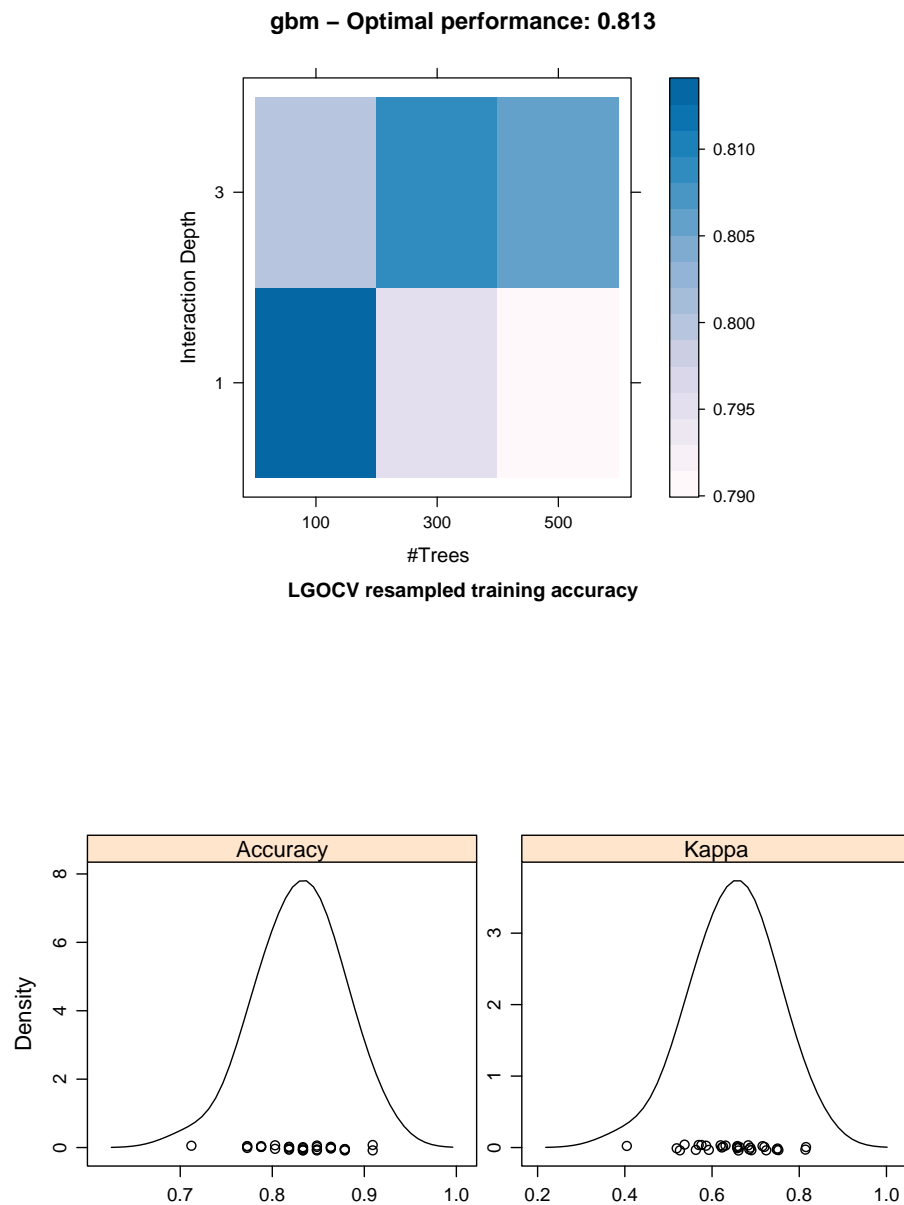 gbm − Optimal performance: 0.813
Interaction Depth
3
1
100 300 500
#Trees
0.810
0.805
0.800
0.795
0.790
LGOCV resampled training accuracy
Accuracy
Kappa
Density
8
6
4
2
0
0.7 0.8 0.9 1.0
3
2
1
0
0.2 0.4 0.6 0.8 1.0